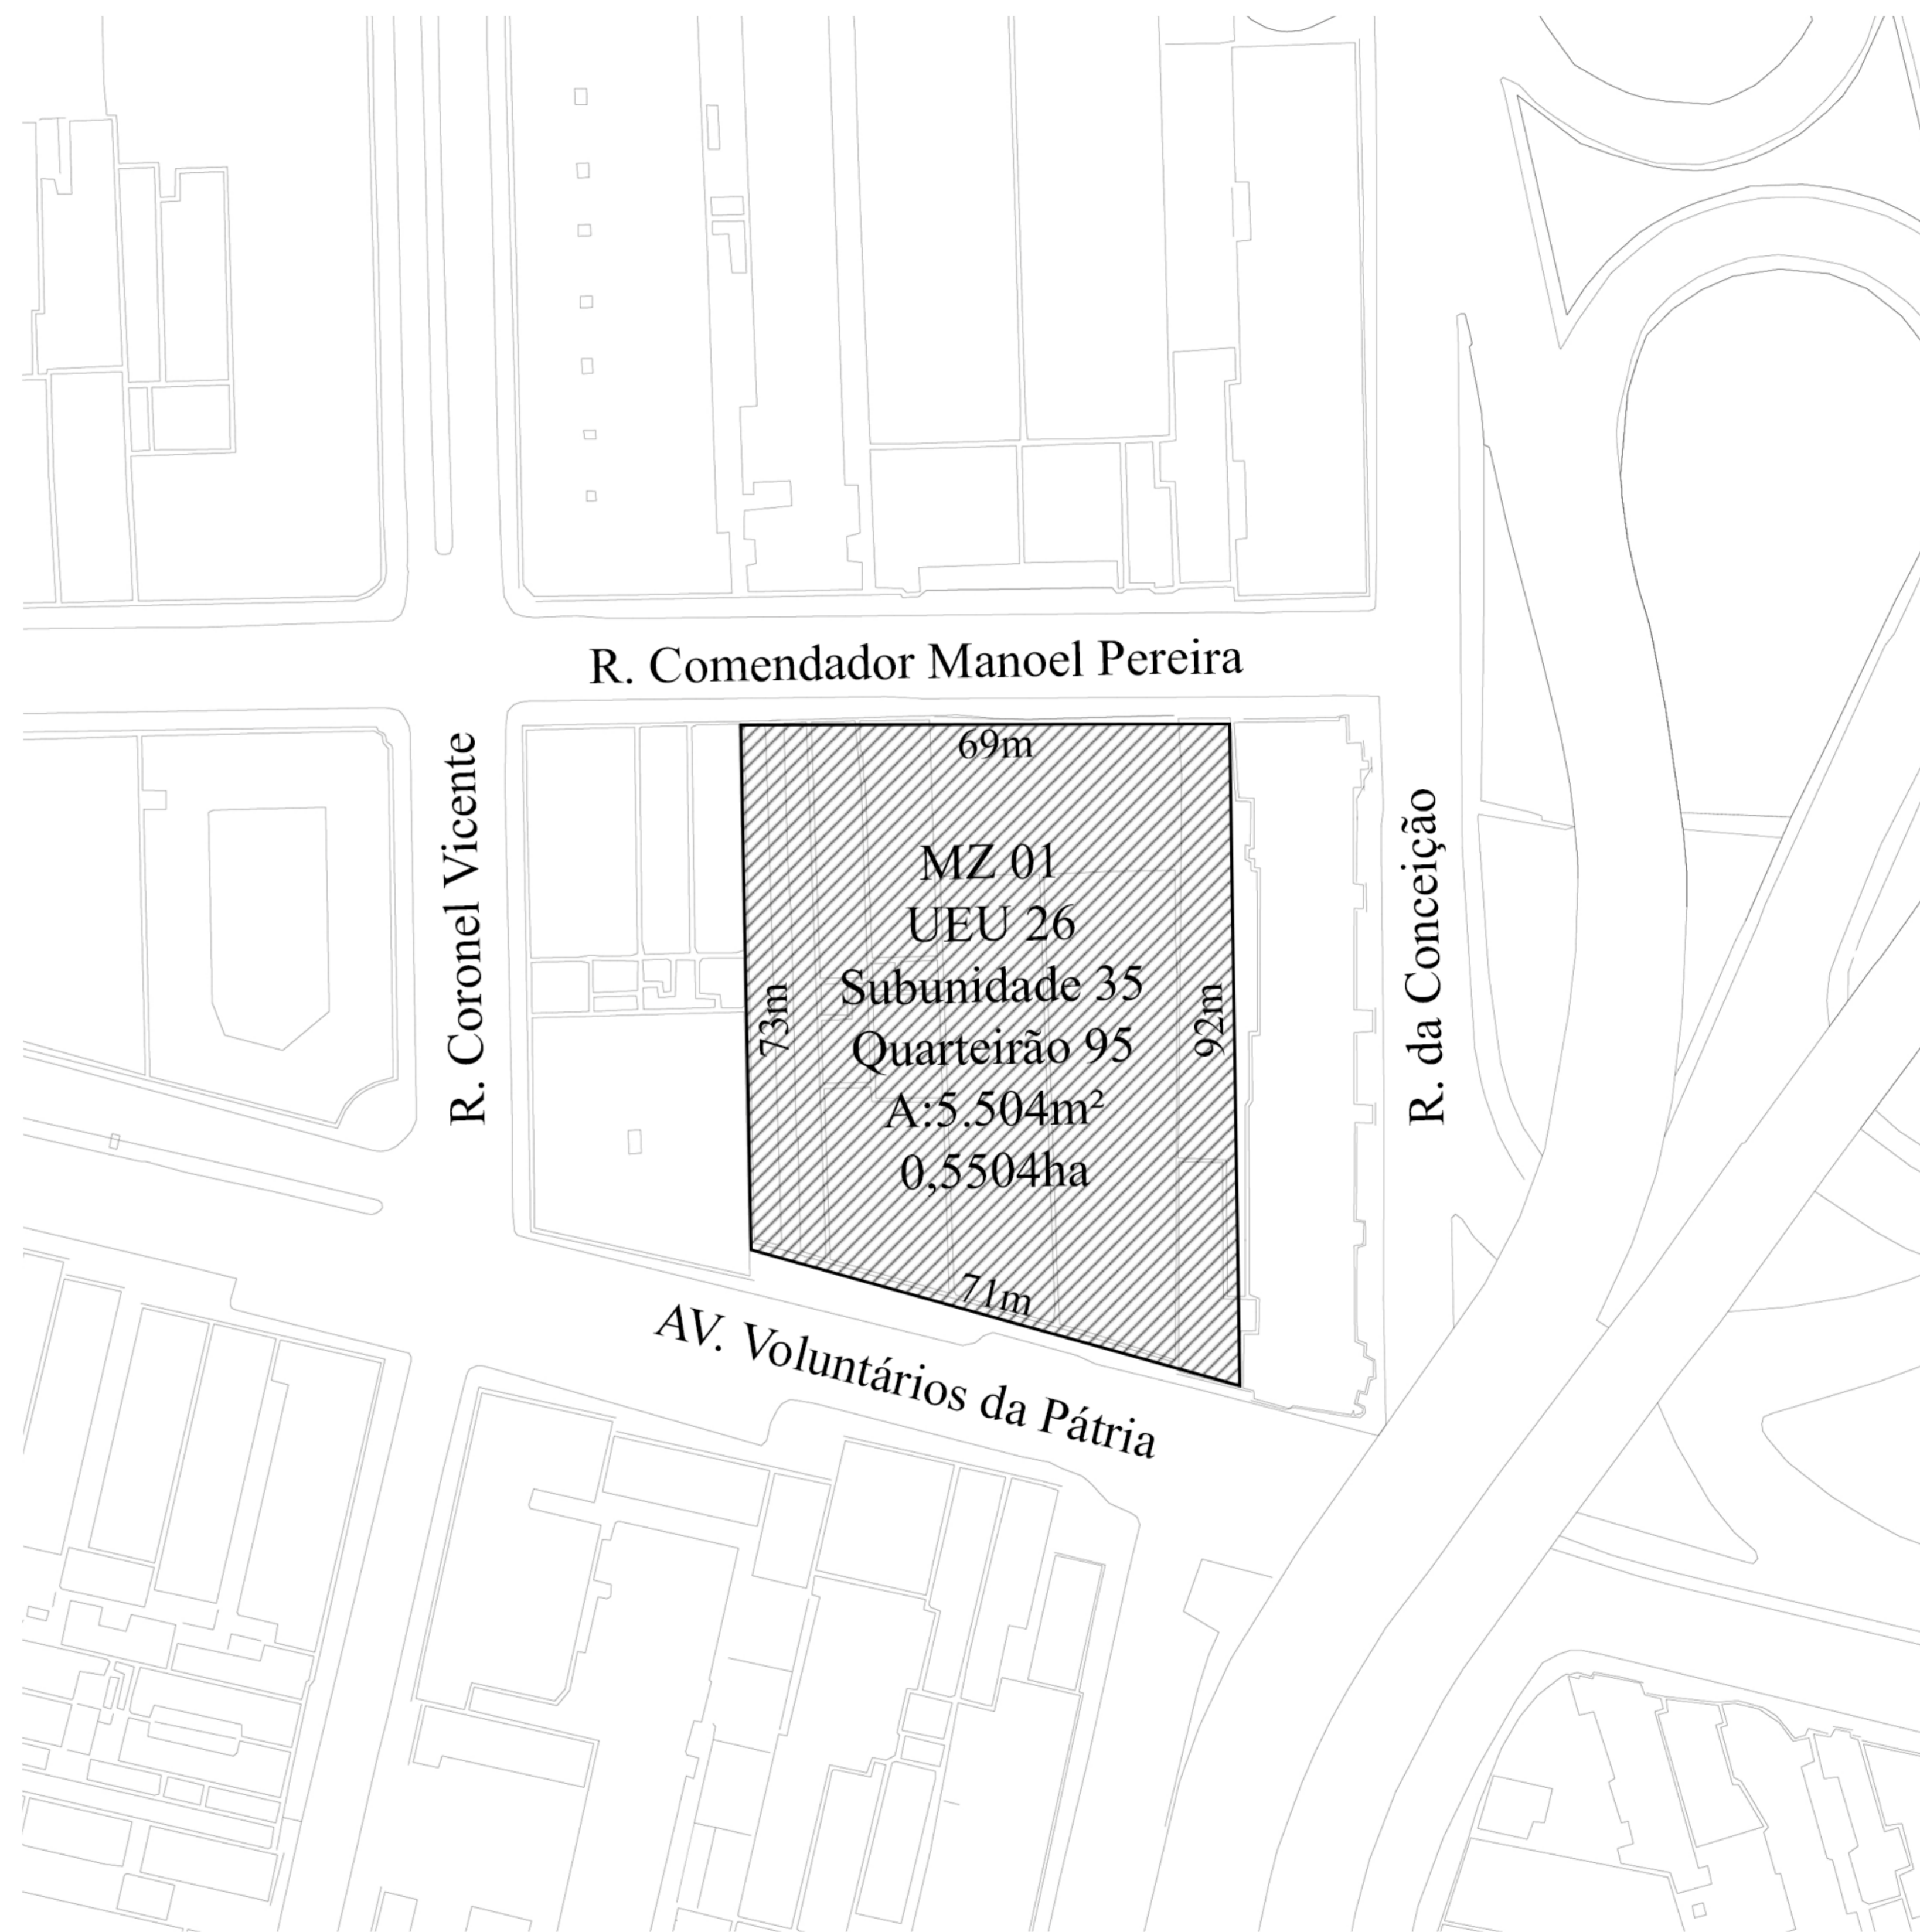 R. Comendador Manoel Pereira
R. Coronel Vicente
69m
MZ 01
UEU 26
Subunidade 35
Quarteirão 95
A:5.504m²
0,5504ha
73m
92m
71m
R. da Conceição
AV. Voluntários da Pátria